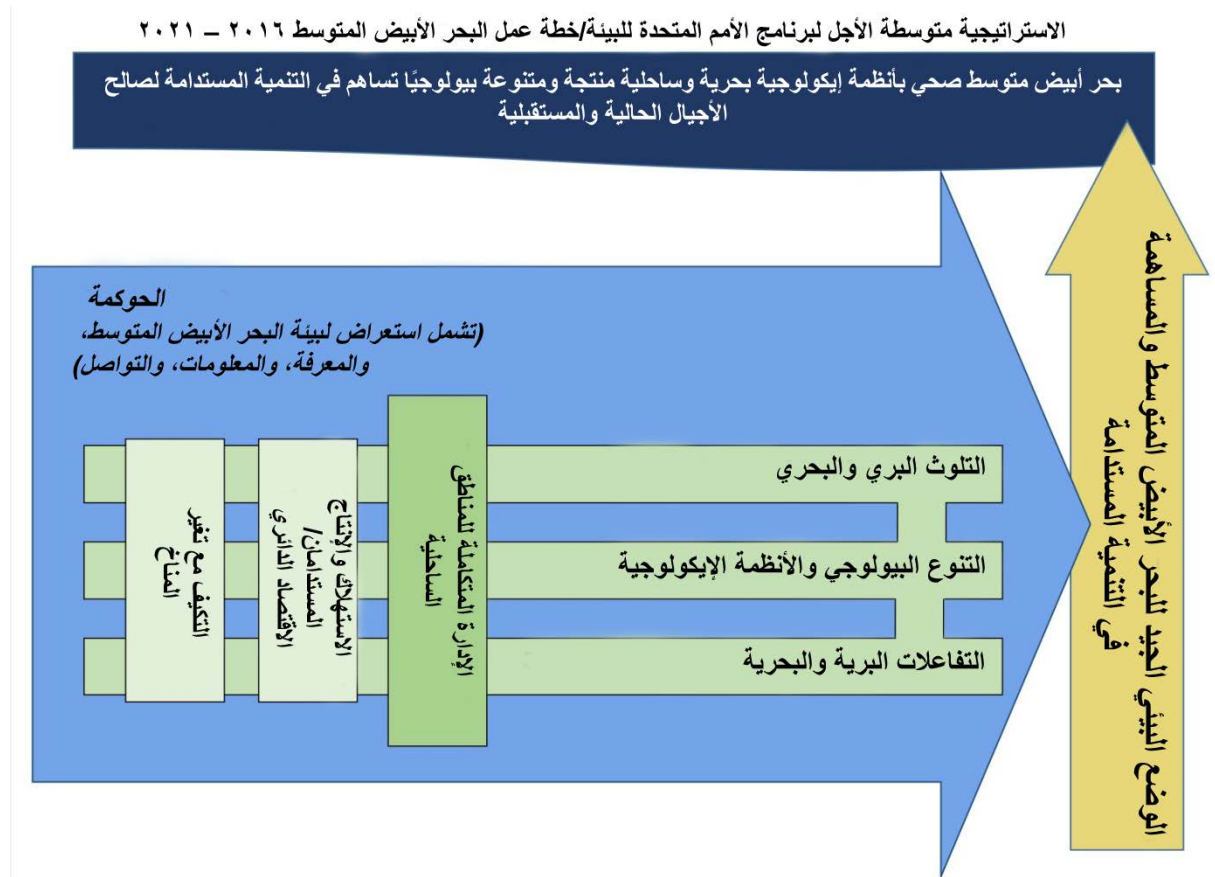 الاستراتيجية متوسطة الأجل لبرنامج الأمم المتحدة للبيئة/خطة عمل البحر الأبيض المتوسط ٢٠١٦ – ٢٠٢١
بحر أبيض متوسط صحي بأنظمة إيكولوجية بحرية وساحلية منتجة ومتنوعة بيولوجيًا تساهم في التنمية المستدامة لصالح
الأجيال الحالية والمستقبلية
الوضع البيئي الجيد للبحر الأبيض المتوسط والمساهمة
في التنمية المستدامة
الحوكمة
(تشمل استعراض لبيئة البحر الأبيض المتوسط،
والمعرفة، والمعلومات، والتواصل)
التلوث البري والبحري
التنوع البيولوجي والأنظمة الإيكولوجية
التفاعلات البرية والبحرية
الإدارة المتكاملة للمناطق
الساحلية
الاستهلاك والإنتاج
المستدامان/
الاقتصاد الدائري
التكيف مع تغير
المناخ